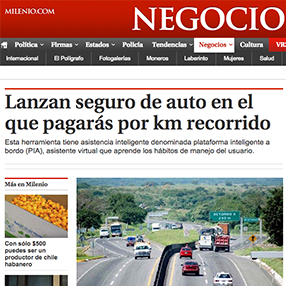 MILENIO.COM
NEGOCIO
Política Firmas Estados Policía Tendencias Negocios Cultura
Internacional El Polígrafo Fotogalerías Moneros Laberinto Mujeres Salud
Lanzan seguro de auto en el
que pagarás por km recorrido
Esta herramienta tiene asistencia inteligente denominada plataforma inteligente a
bordo (PIA), asistente virtual que aprende los hábitos de manejo del usuario.
Más en Milenio
Con sólo $500
puedes ser un
productor de chile
habanero